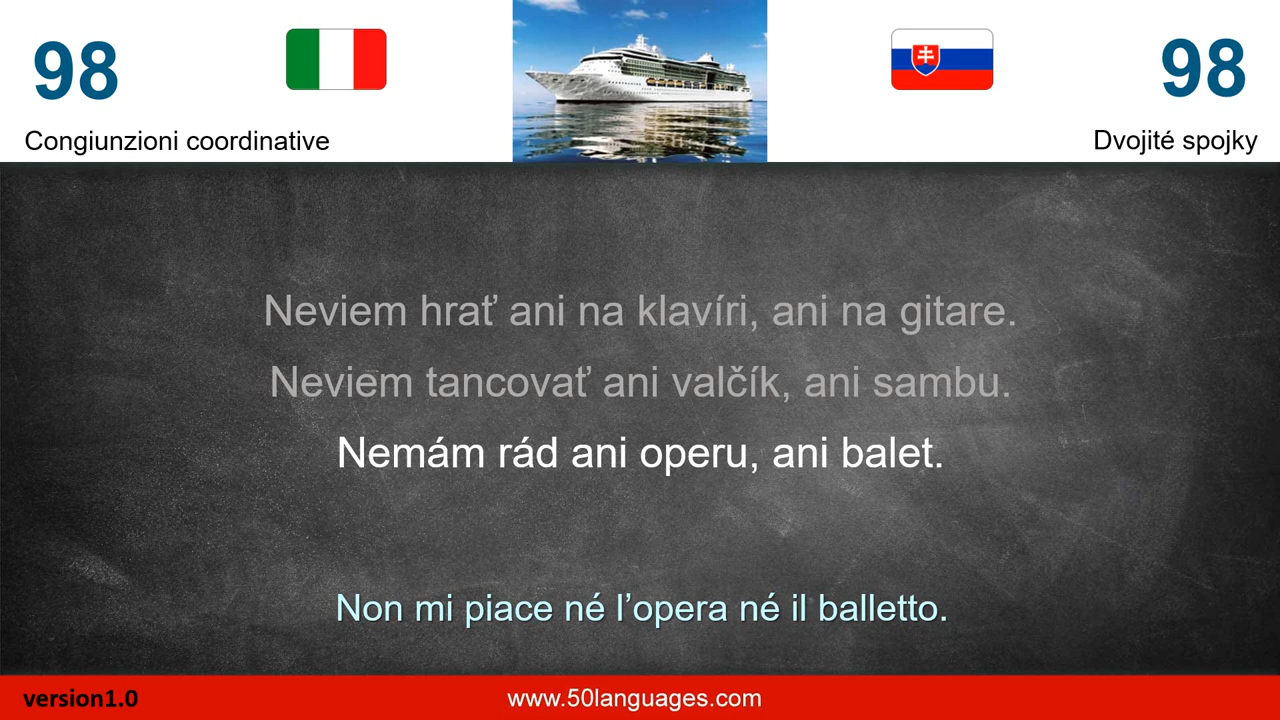 98
98
Congiunzioni coordinative
Dvojité spojky
Neviem hrať ani na klavíri, ani na gitare.
Neviem tancovať ani valčík, ani sambu.
Nemám rád ani operu, ani balet.
Non mi piace né l’opera né il balletto.
version1.0
www.50languages.com